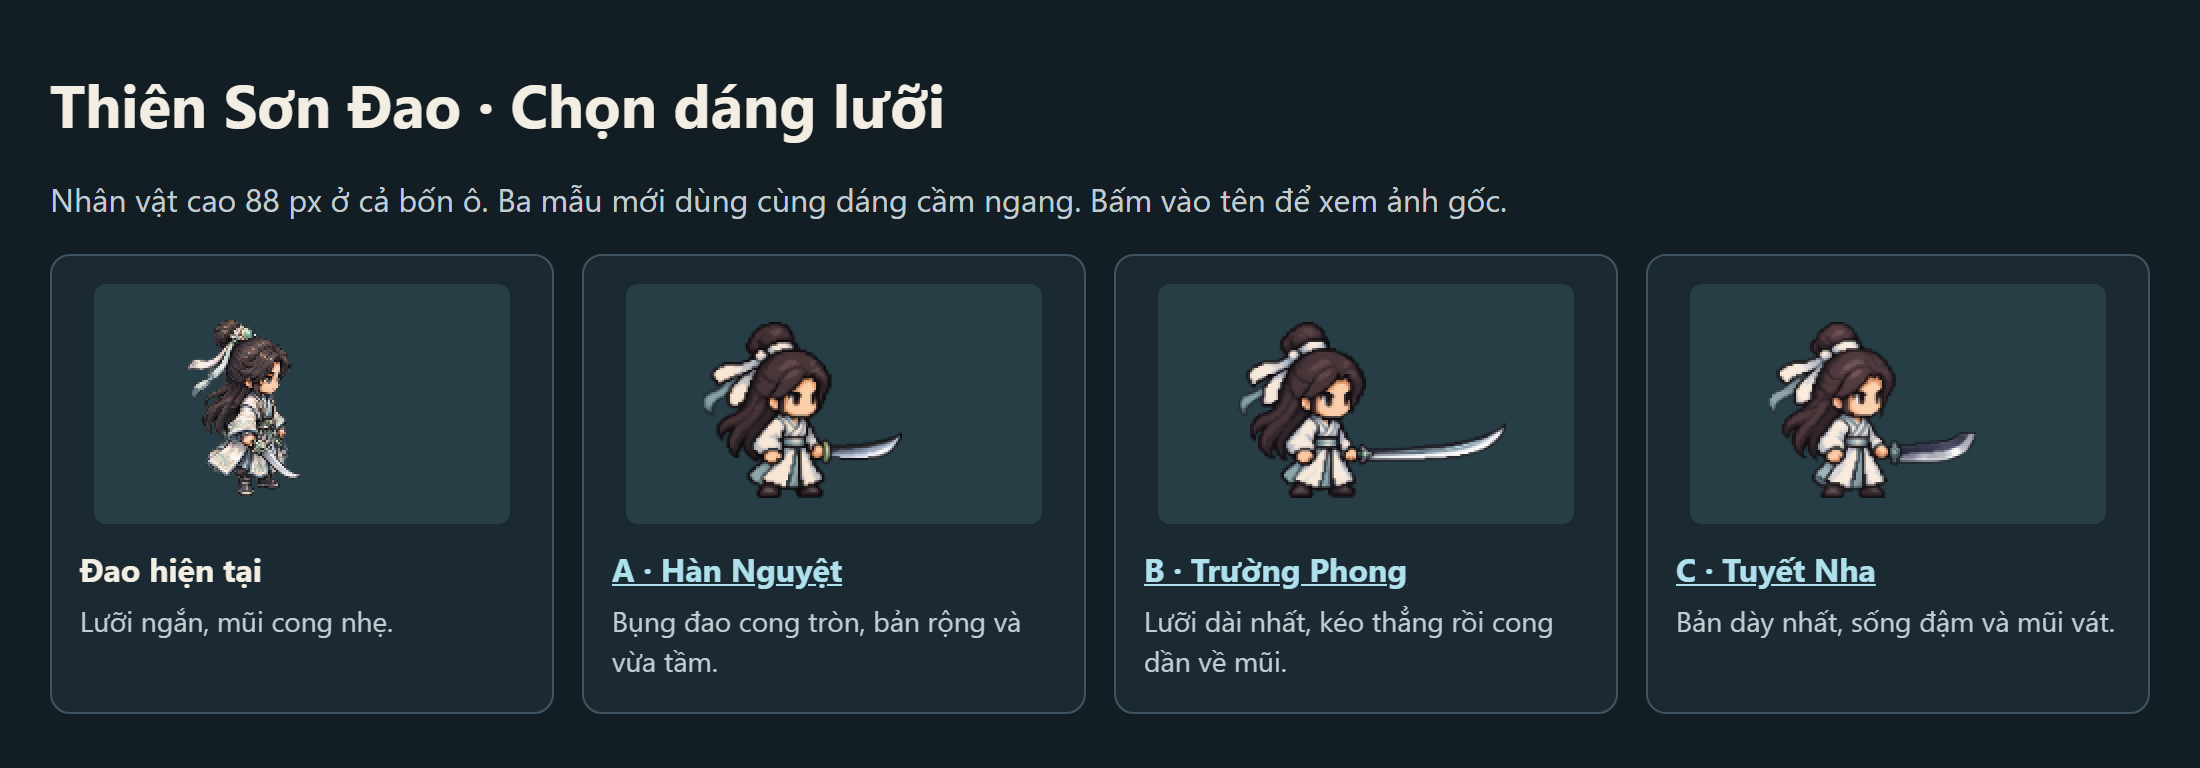 Thiên Sơn Đao · Chọn dáng lưỡi
Nhân vật cao 88 px ở cả bốn ô. Ba mẫu mới dùng cùng dáng cầm ngang. Bấm vào tên để xem ảnh gốc.
Đao hiện tại
Lưỡi ngắn, mũi cong nhẹ.
A · Hàn Nguyệt
Bụng đao cong tròn, bản rộng và
vừa tầm.
B · Trường Phong
Lưỡi dài nhất, kéo thẳng rồi cong
dần về mũi.
C · Tuyết Nha
Bản dày nhất, sống đậm và mũi vát.